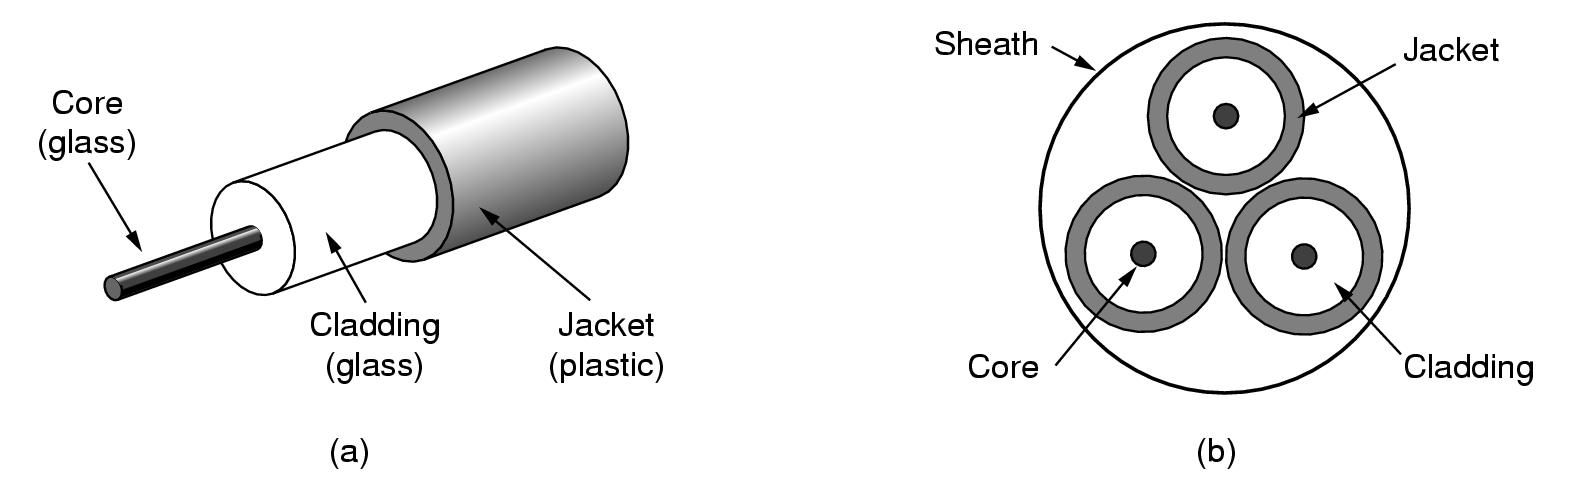 Core
(glass)
Cladding
(glass)
Jacket
(plastic)
(a)
Sheath
Jacket
Core
Cladding
(b)